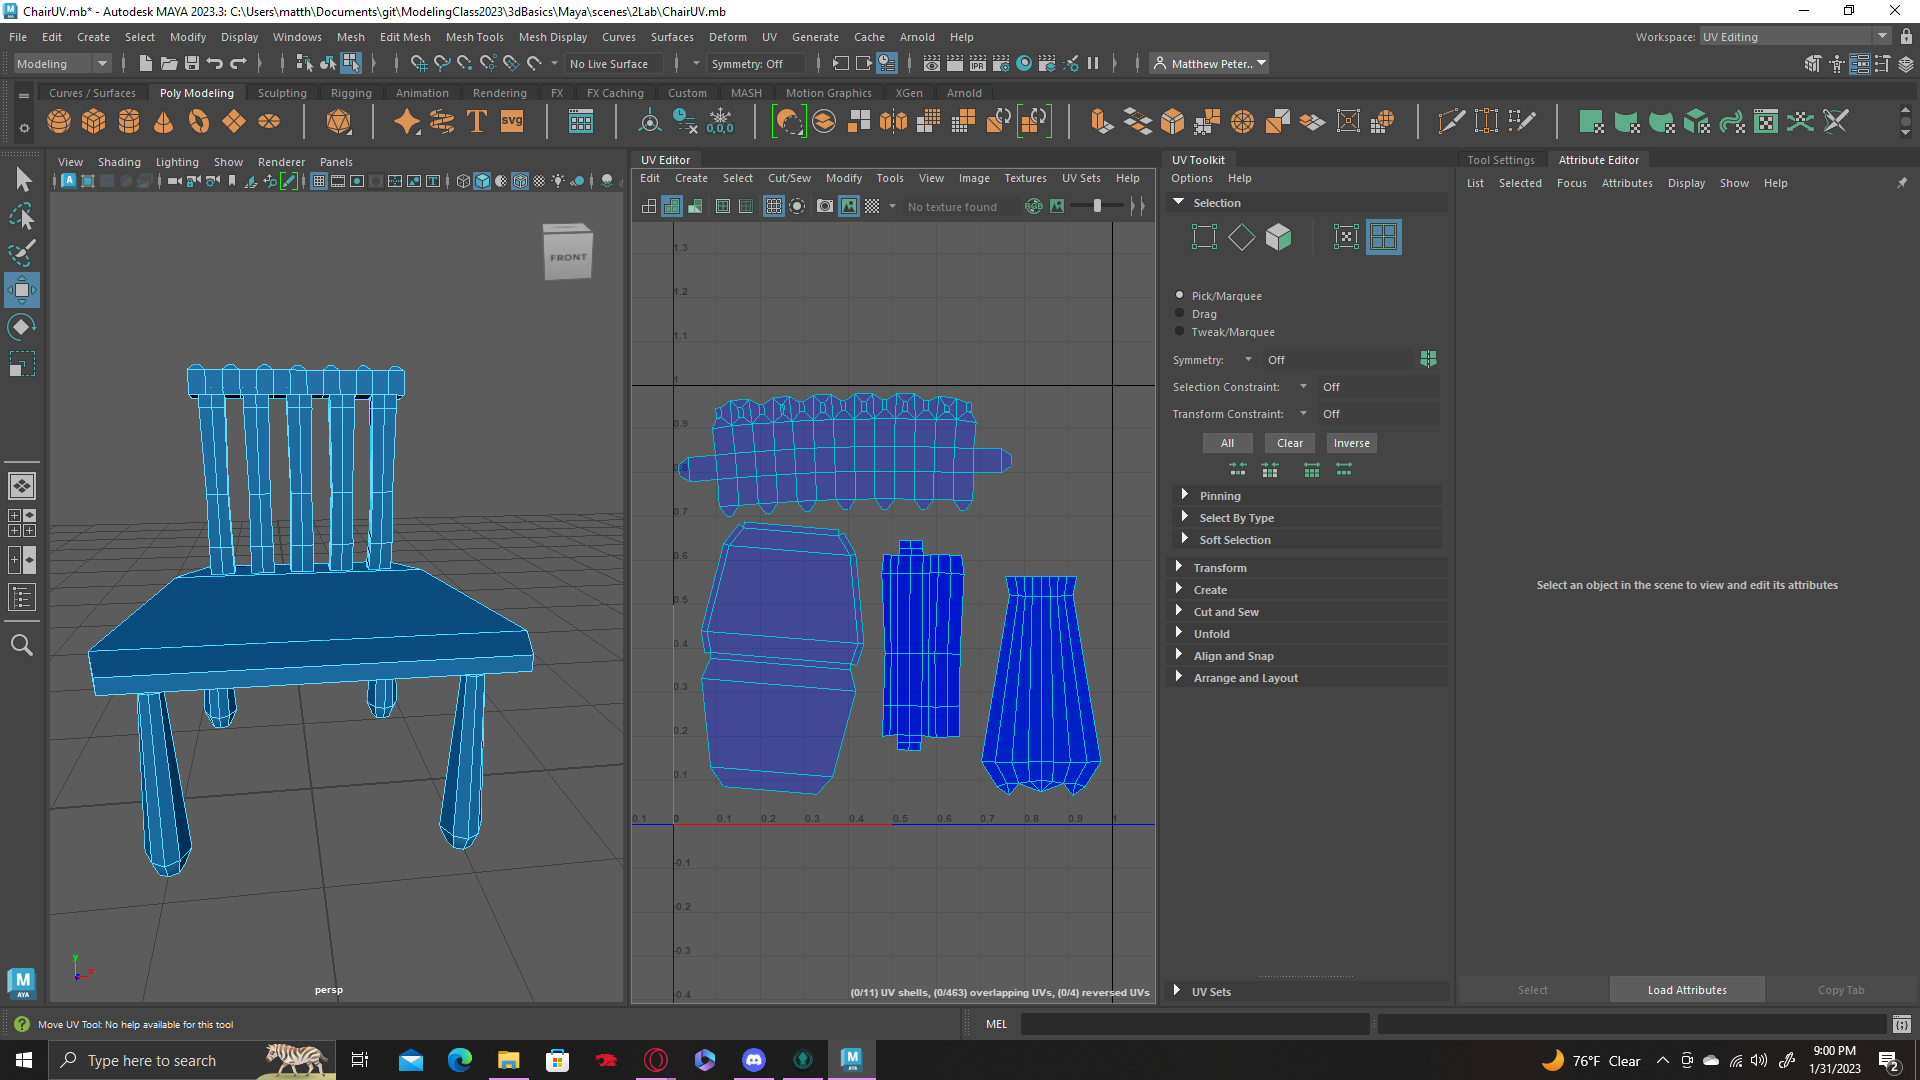 ChairUV.mb* - Autodesk MAYA 2023.3: C:\Users\matth\Documents\git\ModelingClass2023\3dBasics\Maya\scenes\2Lab\ChairUV.mb
File Edit Create Select Modify Display Windows Mesh Edit Mesh Mesh Tools Mesh Display Curves Surfaces Deform UV Generate Cache Arnold Help
Workspace: UV Editing
Modeling
No Live Surface
Symmetry: Off
Matthew Peter..
Curves / Surfaces Poly Modeling Sculpting Rigging Animation Rendering FX FX Caching Custom MASH Motion Graphics XGen Arnold
View Shading Lighting Show Renderer Panels
FRONT
persp
UV Editor
Edit Create Select Cut/Sew Modify Tools View Image Textures UV Sets Help
No texture found
1.3
1.2
1.1
1
0.9
0.7
0.6
0.5
0.4
0.3
0.2
0.1
0.1 0 0.1 0.2 0.3 0.4 0.5 0.6 0.7 0.8 0.9 1
-0.1
-0.2
-0.3
-0.4
(0/11) UV shells, (0/463) overlapping UVs, (0/4) reversed UVs
UV Toolkit
Options Help
Selection
Pick/Marquee
Drag
Tweak/Marquee
Symmetry: Off
Selection Constraint: Off
Transform Constraint: Off
All Clear Inverse
Pinning
Select By Type
Soft Selection
Transform
Create
Cut and Sew
Unfold
Align and Snap
Arrange and Layout
UV Sets
Tool Settings Attribute Editor
List Selected Focus Attributes Display Show Help
Select an object in the scene to view and edit its attributes
Select Load Attributes Copy Tab
Move UV Tool: No help available for this tool
MEL
Type here to search
76°F Clear
9:00 PM
1/31/2023
2